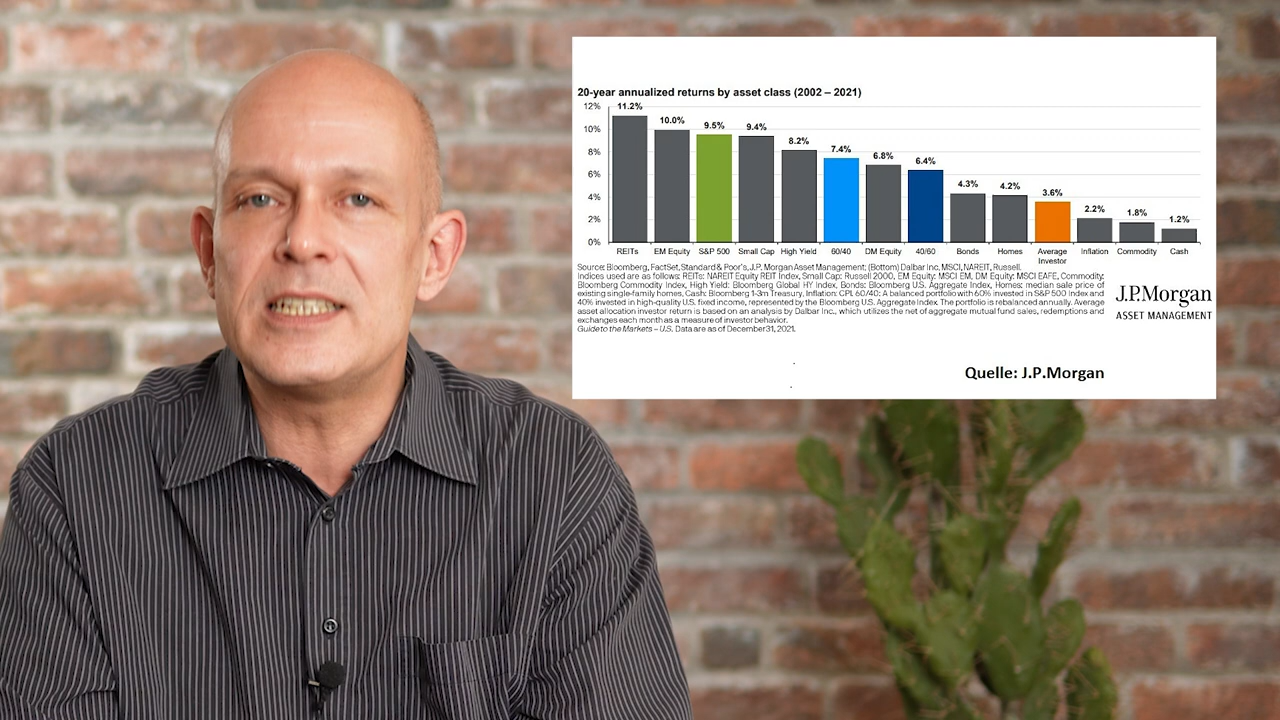 20-year annualized returns by asset class (2002 – 2021)
12%
10%
8%
6%
4%
2%
0%
11.2%
10.0%
9.5%
9.4%
8.2%
7.4%
6.8%
6.4%
4.3%
4.2%
3.6%
2.2%
1.8%
1.2%
REITs
EM Equity
S&P 500
Small Cap
High Yield
60/40
DM Equity
40/60
Bonds
Homes
Average
Investor
Inflation
Commodity
Cash
Source: Bloomberg, FactSet, Standard & Poor's, J.P. Morgan Asset Management; (Bottom) Dalbar Inc, MSCI, NAREIT, Russell.
Indices used are as follows: REITs: NAREIT Equity REIT Index, Small Cap: Russell 2000, EM Equity: MSCI EM, DM Equity: MSCI EAFE, Commodity:
Bloomberg Commodity Index, High Yield: Bloomberg Global HY Index, Bonds: Bloomberg U.S. Aggregate Index, Homes: median sale price of
existing single-family homes, Cash: Bloomberg 1-3m Treasury, Inflation: CPI. 60/40: A balanced portfolio with 60% invested in S&P 500 Index and
40% invested in high-quality U.S. fixed income, represented by the Bloomberg U.S. Aggregate Index. The portfolio is rebalanced annually. Average
asset allocation investor return is based on an analysis by Dalbar Inc., which utilizes the net of aggregate mutual fund sales, redemptions and
exchanges each month as a measure of investor behavior.
Guide to the Markets – U.S. Data are as of December 31, 2021.
J.P.Morgan
ASSET MANAGEMENT
Quelle: J.P.Morgan